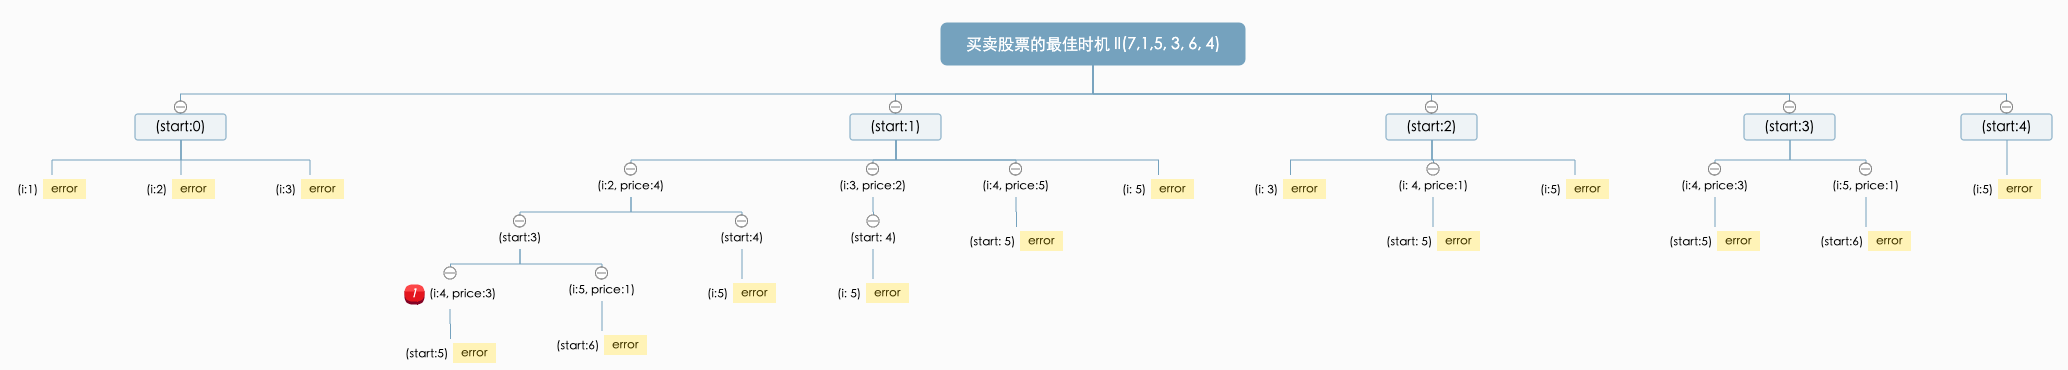 买卖股票的最佳时机 II(7,1,5, 3, 6, 4)
(start:0)
(start:1)
(start:2)
(start:3)
(start:4)
(i:1) error
(i:2) error
(i:3) error
(i:2, price:4)
(i:3, price:2)
(i:4, price:5)
(i: 5) error
(i: 3) error
(i: 4, price:1)
(i:5) error
(i:4, price:3)
(i:5, price:1)
(i:5) error
(start:3)
(start:4)
(start: 4)
(start: 5) error
(start: 5) error
(start:5) error
(start:6) error
1 (i:4, price:3)
(i:5, price:1)
(i:5) error
(i: 5) error
(start:5) error
(start:6) error